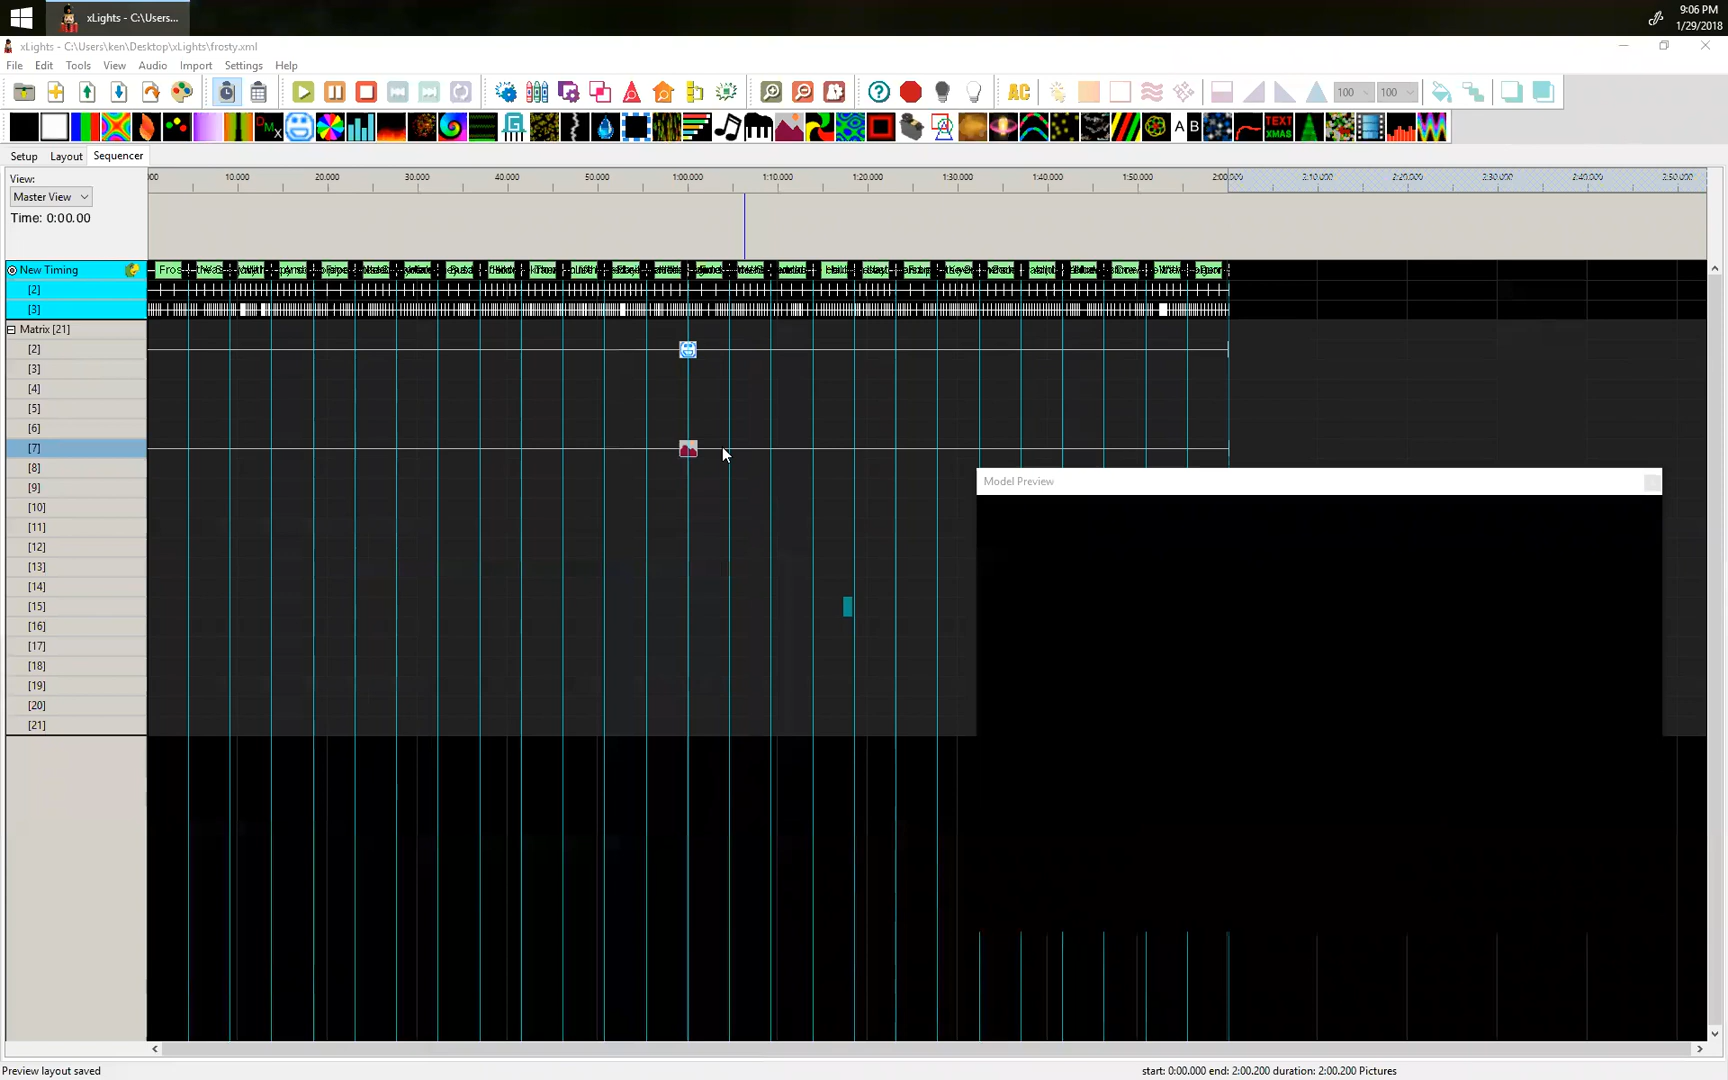 xLights - C:\Users...
9:06 PM
1/29/2018
xLights - C:\Users\ken\Desktop\xLights\frosty.xml
File Edit Tools View Audio Import Settings Help
AC
100 100
A B
TEXT
XMAS
Setup Layout Sequencer
View:
Master View
Time: 0:00.00
10.000 20.000 30.000 40.000 50.000 1:00.000 1:10.000 1:20.000 1:30.000 1:40.000 1:50.000 2:00.000 2:10.000 2:20.000 2:30.000 2:40.000 2:50.000
New Timing
[2]
[3]
Matrix [21]
[2]
[3]
[4]
[5]
[6]
[7]
[8]
[9]
[10]
[11]
[12]
[13]
[14]
[15]
[16]
[17]
[18]
[19]
[20]
[21]
Model Preview
Preview layout saved
start: 0:00.000 end: 2:00.200 duration: 2:00.200 Pictures